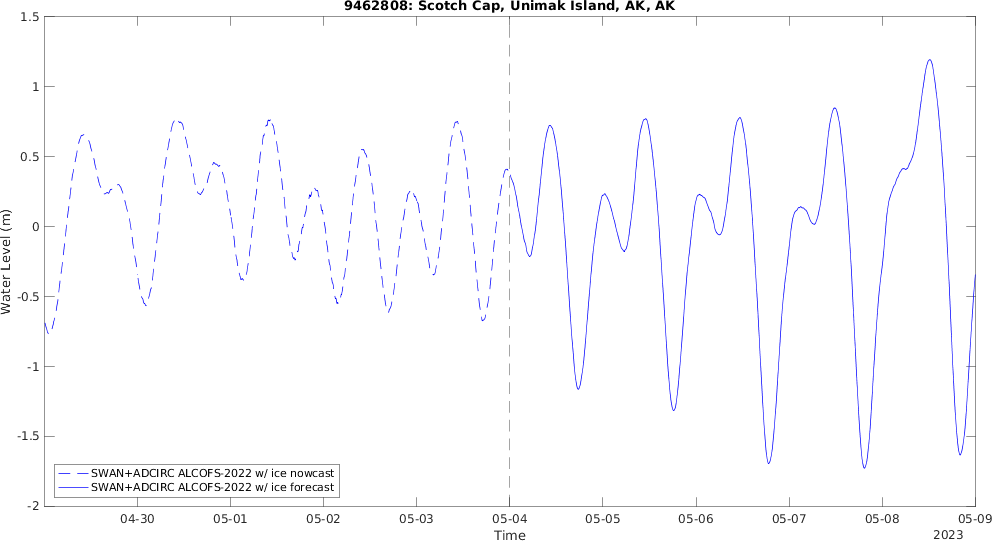 9462808: Scotch Cap, Unimak Island, AK, AK
Water Level (m)
1.5
1
0.5
0
-0.5
-1
-1.5
-2
SWAN+ADCIRC ALCOFS-2022 w/ ice nowcast
SWAN+ADCIRC ALCOFS-2022 w/ ice forecast
04-30 05-01 05-02 05-03 05-04 05-05 05-06 05-07 05-08 05-09
Time
2023